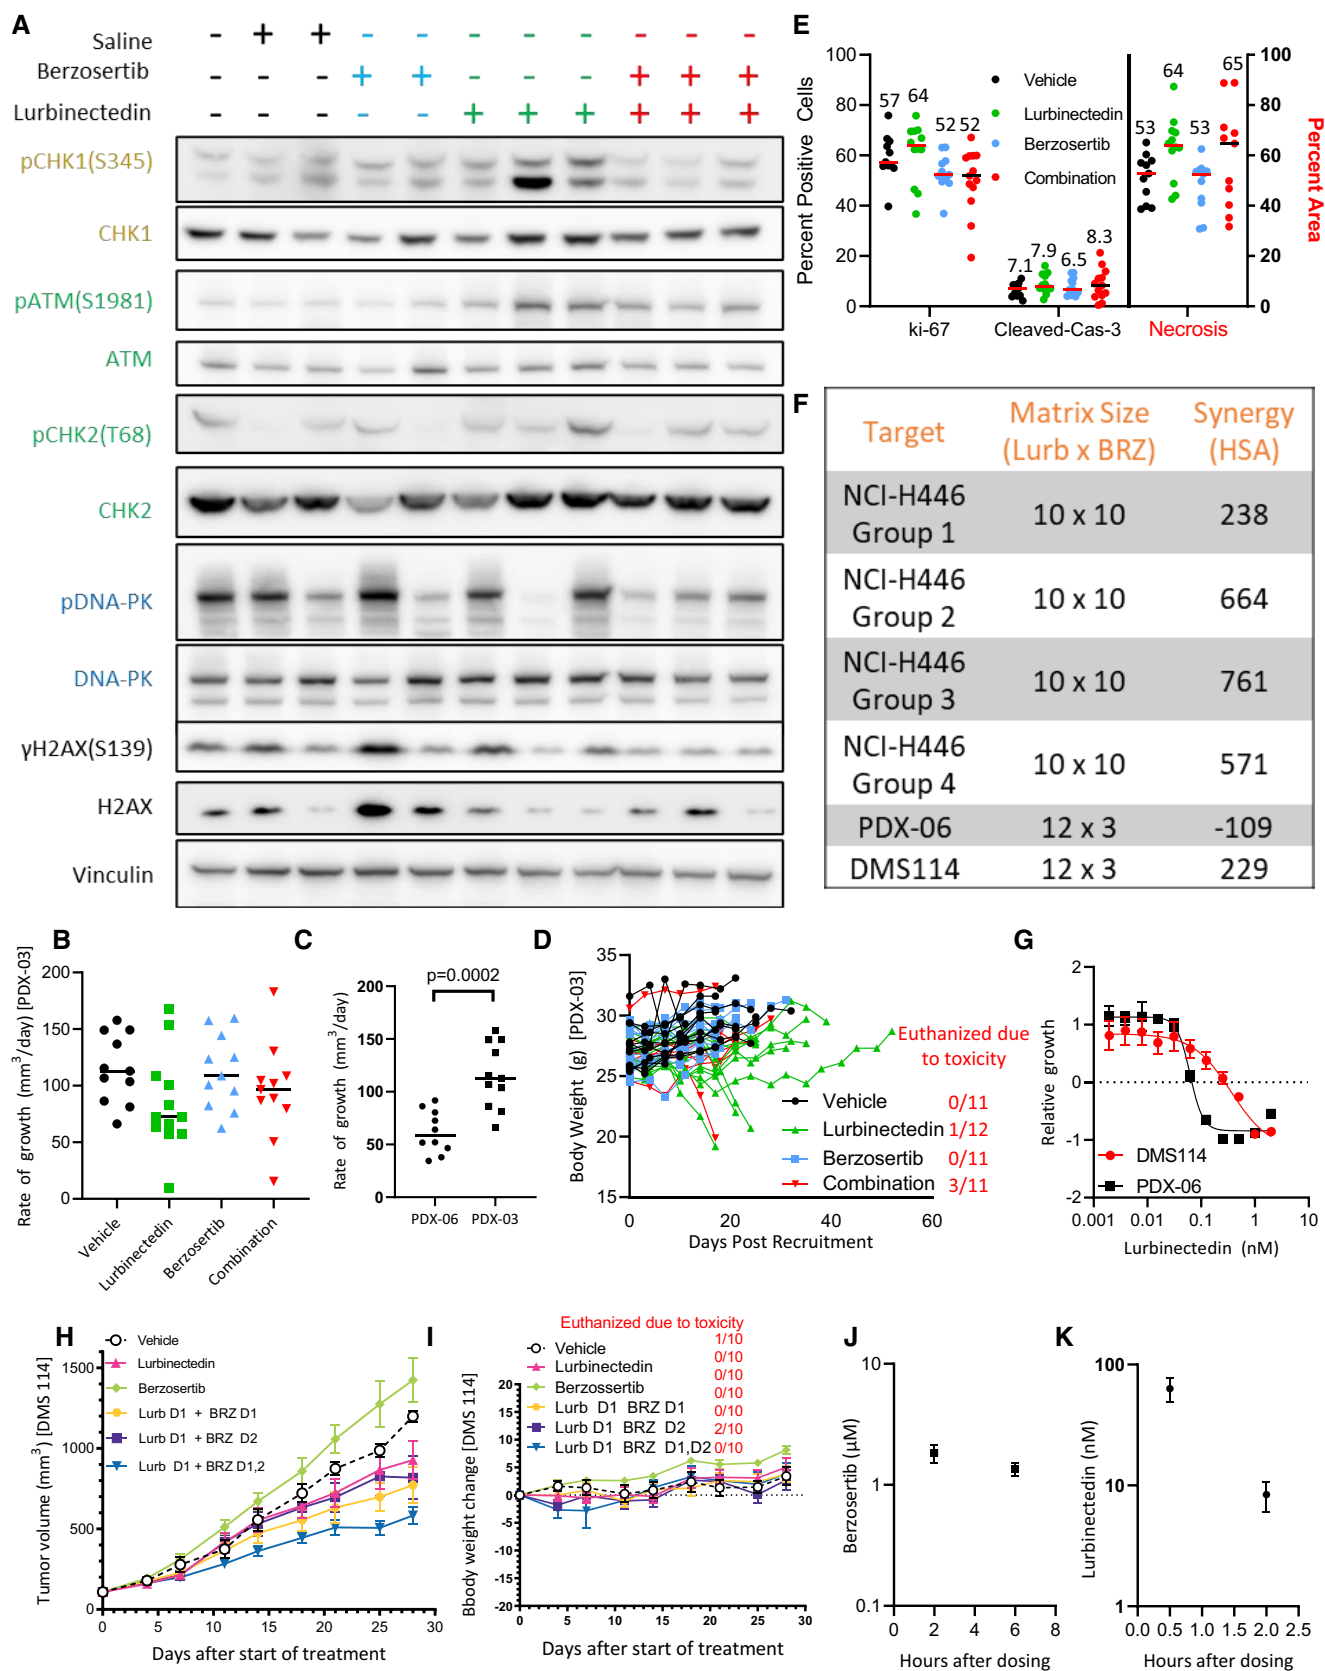 A
Saline - + + - - - - - - - -
Berzosertib - - - + + - - - + + +
Lurbinectedin - - - - - + + + + + +
pCHK1(S345)
CHK1
pATM(S1981)
ATM
pCHK2(T68)
CHK2
pDNA-PK
DNA-PK
γH2AX(S139)
H2AX
Vinculin
E
Percent Positive Cells
100
80
60
40
20
0
57 64 52 52
7.1 7.9 6.5 8.3
53 64 53 65
Vehicle
Lurbinectedin
Berzosertib
Combination
100
80
60
40
20
0
Percent Area
ki-67 Cleaved-Cas-3 Necrosis
F
Target Matrix Size (Lurb x BRZ) Synergy (HSA)
NCI-H446 Group 1 10 x 10 238
NCI-H446 Group 2 10 x 10 664
NCI-H446 Group 3 10 x 10 761
NCI-H446 Group 4 10 x 10 571
PDX-06 12 x 3 -109
DMS114 12 x 3 229
B
Rate of growth (mm3/day) [PDX-03]
200
150
100
50
0
Vehicle Lurbinectedin Berzosertib Combination
C
Rate of growth (mm3/day)
p=0.0002
200
150
100
50
0
PDX-06 PDX-03
D
Body Weight (g) [PDX-03]
35
30
25
20
15
Euthanized due
to toxicity
Vehicle 0/11
Lurbinectedin 1/12
Berzosertib 0/11
Combination 3/11
0 20 40 60
Days Post Recruitment
G
Relative growth
2
1
0
-1
-2
DMS114
PDX-06
0.001 0.01 0.1 1 10
Lurbinectedin (nM)
H
Tumor volume (mm3) [DMS 114]
1500
1000
500
0
Vehicle
Lurbinectedin
Berzosertib
Lurb D1 + BRZ D1
Lurb D1 + BRZ D2
Lurb D1 + BRZ D1,2
0 5 10 15 20 25 30
Days after start of treatment
I
Euthanized due to toxicity
1/10
Vehicle
0/10
Lurbinectedin
0/10
Berzossertib
0/10
Lurb D1 BRZ D1 0/10
Lurb D1 BRZ D2 2/10
Lurb D1 BRZ D1,D2 0/10
Bbody weight change [DMS 114]
20
15
10
5
0
-5
-10
-15
-20
0 5 10 15 20 25 30
Days after start of treatment
J
Berzosertib (μM)
10
1
0.1
0 2 4 6 8
Hours after dosing
K
Lurbinectedin (nM)
100
10
1
0.0 0.5 1.0 1.5 2.0 2.5
Hours after dosing